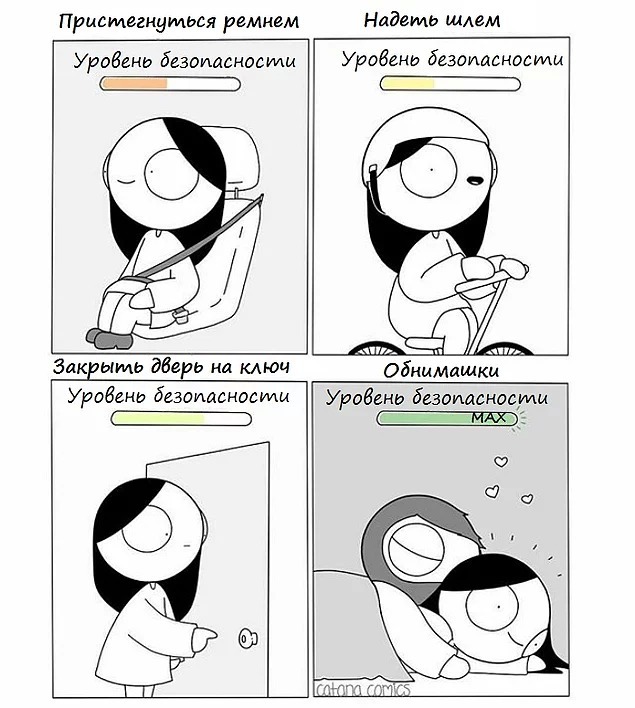 Пристегнуться ремнем
Уровень безопасности
Надеть шлем
Уровень безопасности
Закрыть дверь на ключ
Уровень безопасности
Обнимашки
Уровень безопасности
MAX
catana comics